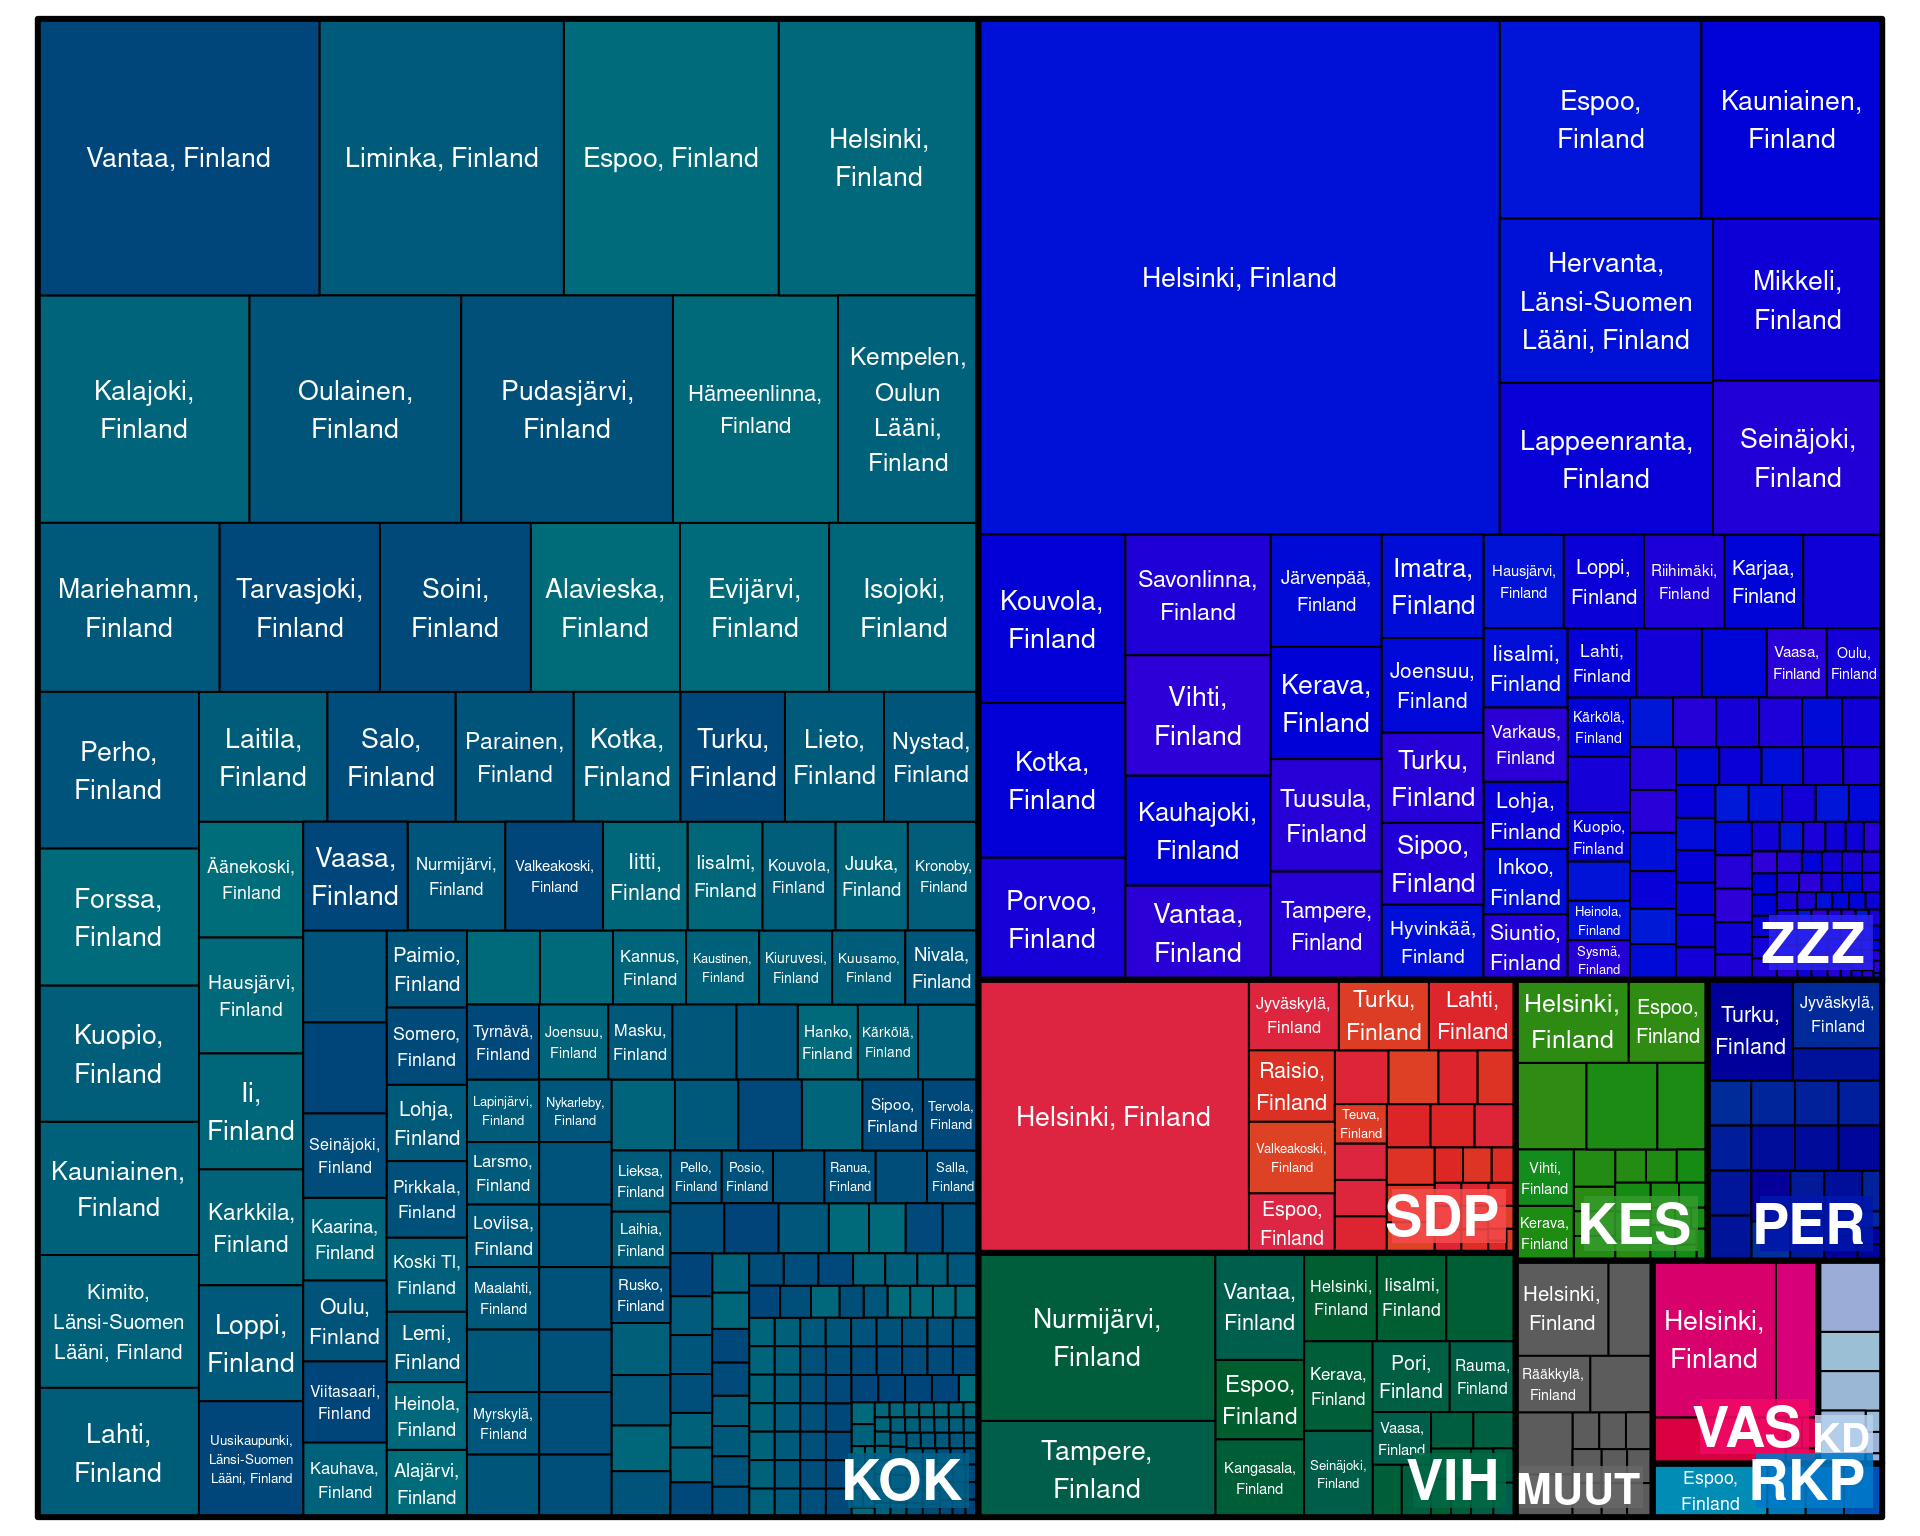 Vantaa, Finland
Liminka, Finland
Espoo, Finland
Helsinki,
Finland
Kalajoki,
Finland
Oulainen,
Finland
Pudasjärvi,
Finland
Hämeenlinna,
Finland
Kempelen,
Oulun
Lääni,
Finland
Mariehamn,
Finland
Tarvasjoki,
Finland
Soini,
Finland
Alavieska,
Finland
Evijärvi,
Finland
Isojoki,
Finland
Perho,
Finland
Forssa,
Finland
Kuopio,
Finland
Kauniainen,
Finland
Kimito,
Länsi-Suomen
Lääni, Finland
Lahti,
Finland
Laitila,
Finland
Salo,
Finland
Parainen,
Finland
Kotka,
Finland
Turku,
Finland
Lieto,
Finland
Nystad,
Finland
Äänekoski,
Finland
Hausjärvi,
Finland
Ii,
Finland
Karkkila,
Finland
Loppi,
Finland
Uusikaupunki,
Länsi-Suomen
Lääni, Finland
Vaasa,
Finland
Nurmijärvi,
Finland
Valkeakoski,
Finland
Iitti,
Finland
Iisalmi,
Finland
Kouvola,
Finland
Juuka,
Finland
Kronoby,
Finland
Seinäjoki,
Finland
Kaarina,
Finland
Oulu,
Finland
Viitasaari,
Finland
Kauhava,
Finland
Paimio,
Finland
Somero,
Finland
Lohja,
Finland
Pirkkala,
Finland
Koski Tl,
Finland
Lemi,
Finland
Heinola,
Finland
Alajärvi,
Finland
Kannus,
Finland
Kaustinen,
Finland
Kiuruvesi,
Finland
Kuusamo,
Finland
Nivala,
Finland
Tyrnävä,
Finland
Joensuu,
Finland
Masku,
Finland
Hanko,
Finland
Kärkölä,
Finland
Lapinjärvi,
Finland
Nykarleby,
Finland
Sipoo,
Finland
Tervola,
Finland
Larsmo,
Finland
Loviisa,
Finland
Maalahti,
Finland
Myrskylä,
Finland
Lieksa,
Finland
Laihia,
Finland
Rusko,
Finland
Pello,
Finland
Posio,
Finland
Ranua,
Finland
Salla,
Finland
KOK
Helsinki, Finland
Espoo,
Finland
Kauniainen,
Finland
Hervanta,
Länsi-Suomen
Lääni, Finland
Mikkeli,
Finland
Lappeenranta,
Finland
Seinäjoki,
Finland
Kouvola,
Finland
Kotka,
Finland
Porvoo,
Finland
Savonlinna,
Finland
Vihti,
Finland
Kauhajoki,
Finland
Vantaa,
Finland
Järvenpää,
Finland
Kerava,
Finland
Tuusula,
Finland
Tampere,
Finland
Imatra,
Finland
Joensuu,
Finland
Turku,
Finland
Sipoo,
Finland
Hyvinkää,
Finland
Hausjärvi,
Finland
Loppi,
Finland
Riihimäki,
Finland
Karjaa,
Finland
Iisalmi,
Finland
Varkaus,
Finland
Lohja,
Finland
Inkoo,
Finland
Siuntio,
Finland
Lahti,
Finland
Vaasa,
Finland
Oulu,
Finland
Kärkölä,
Finland
Kuopio,
Finland
Heinola,
Finland
Sysmä,
Finland
ZZZ
Helsinki, Finland
Jyväskylä,
Finland
Turku,
Finland
Lahti,
Finland
Raisio,
Finland
Valkeakoski,
Finland
Espoo,
Finland
Teuva,
Finland
SDP
Helsinki,
Finland
Espoo,
Finland
Vihti,
Finland
Kerava,
Finland
KES
Turku,
Finland
Jyväskylä,
Finland
PER
Nurmijärvi,
Finland
Tampere,
Finland
Vantaa,
Finland
Espoo,
Finland
Kangasala,
Finland
Helsinki,
Finland
Iisalmi,
Finland
Kerava,
Finland
Seinäjoki,
Finland
Pori,
Finland
Rauma,
Finland
Vaasa,
Finland
VIH
Helsinki,
Finland
Rääkkylä,
Finland
MUUT
Helsinki,
Finland
VAS
KD
Espoo,
Finland
RKP